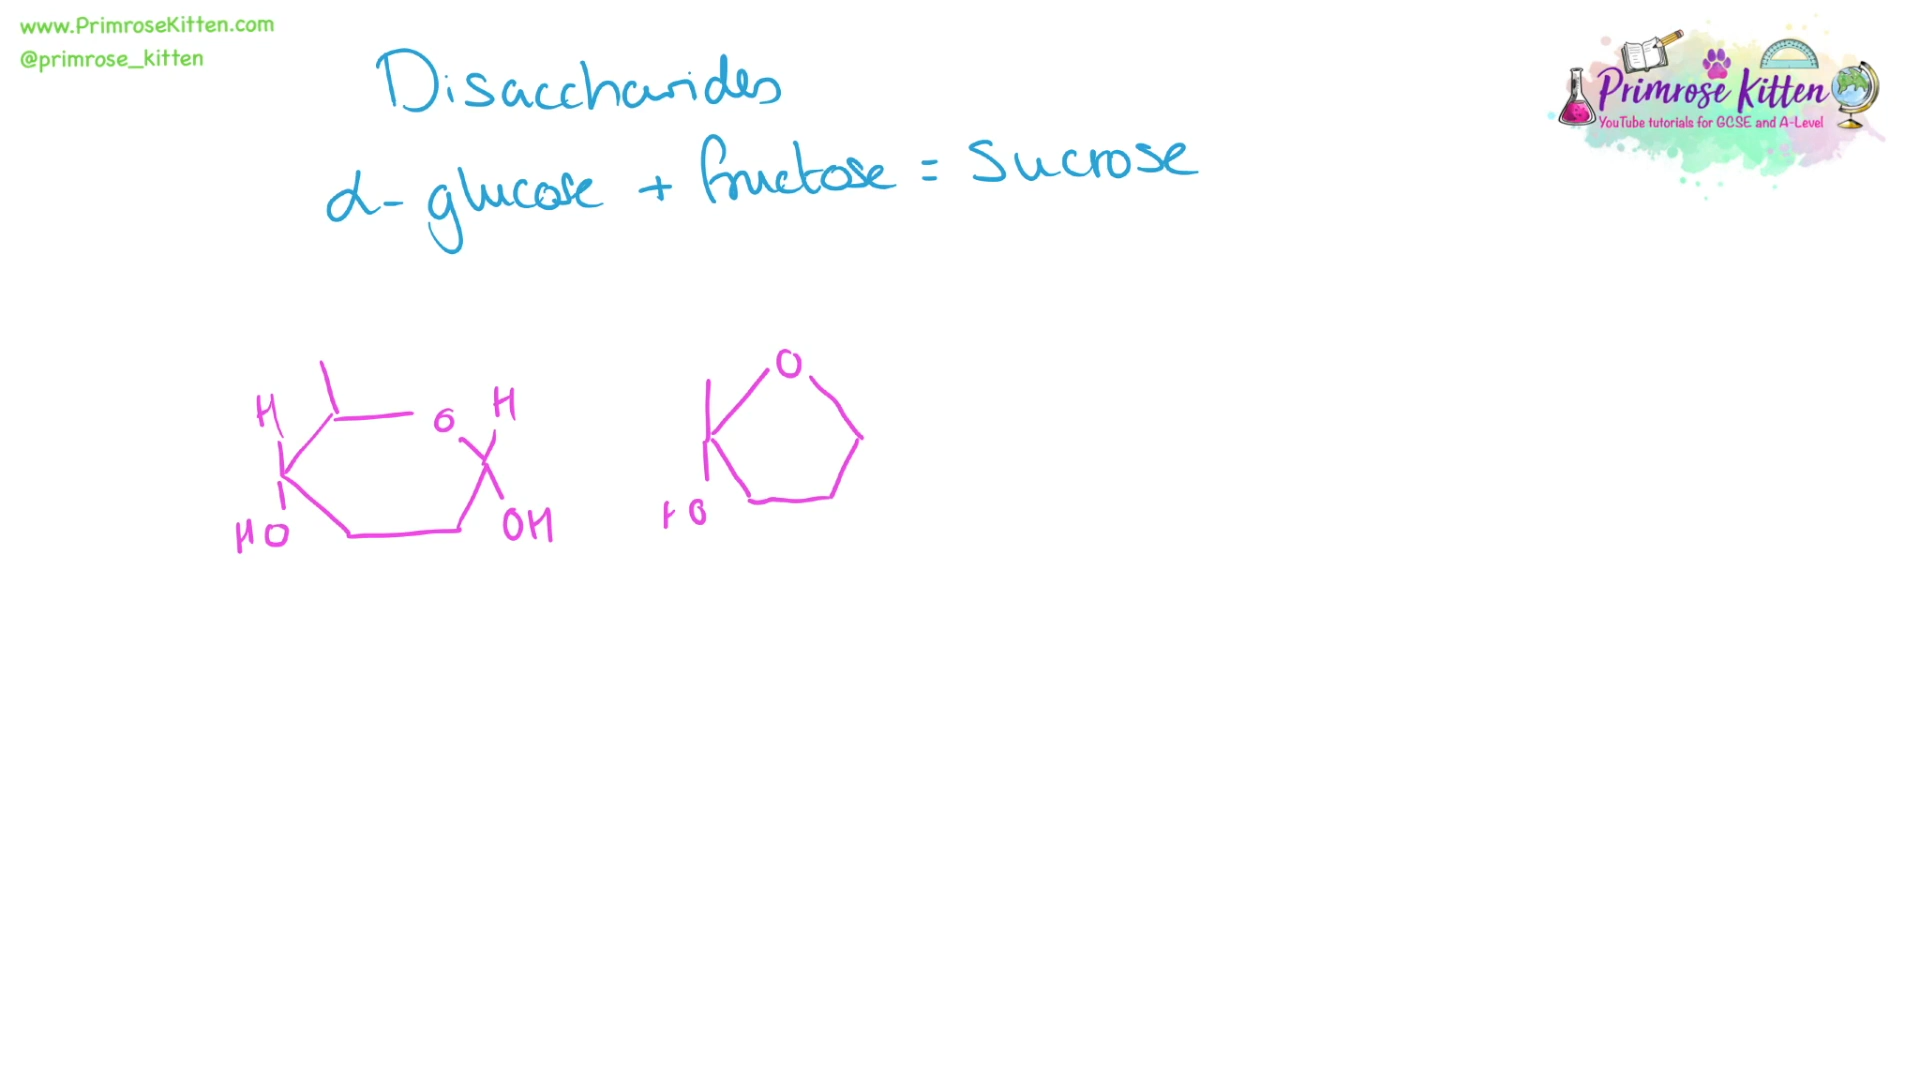 www.PrimroseKitten.com
@primrose_kitten
Disaccharides
α-glucose + fructose = Sucrose
Primrose Kitten
YouTube tutorials for GCSE and A-Level
H
O
H
HO
OH
O
HO